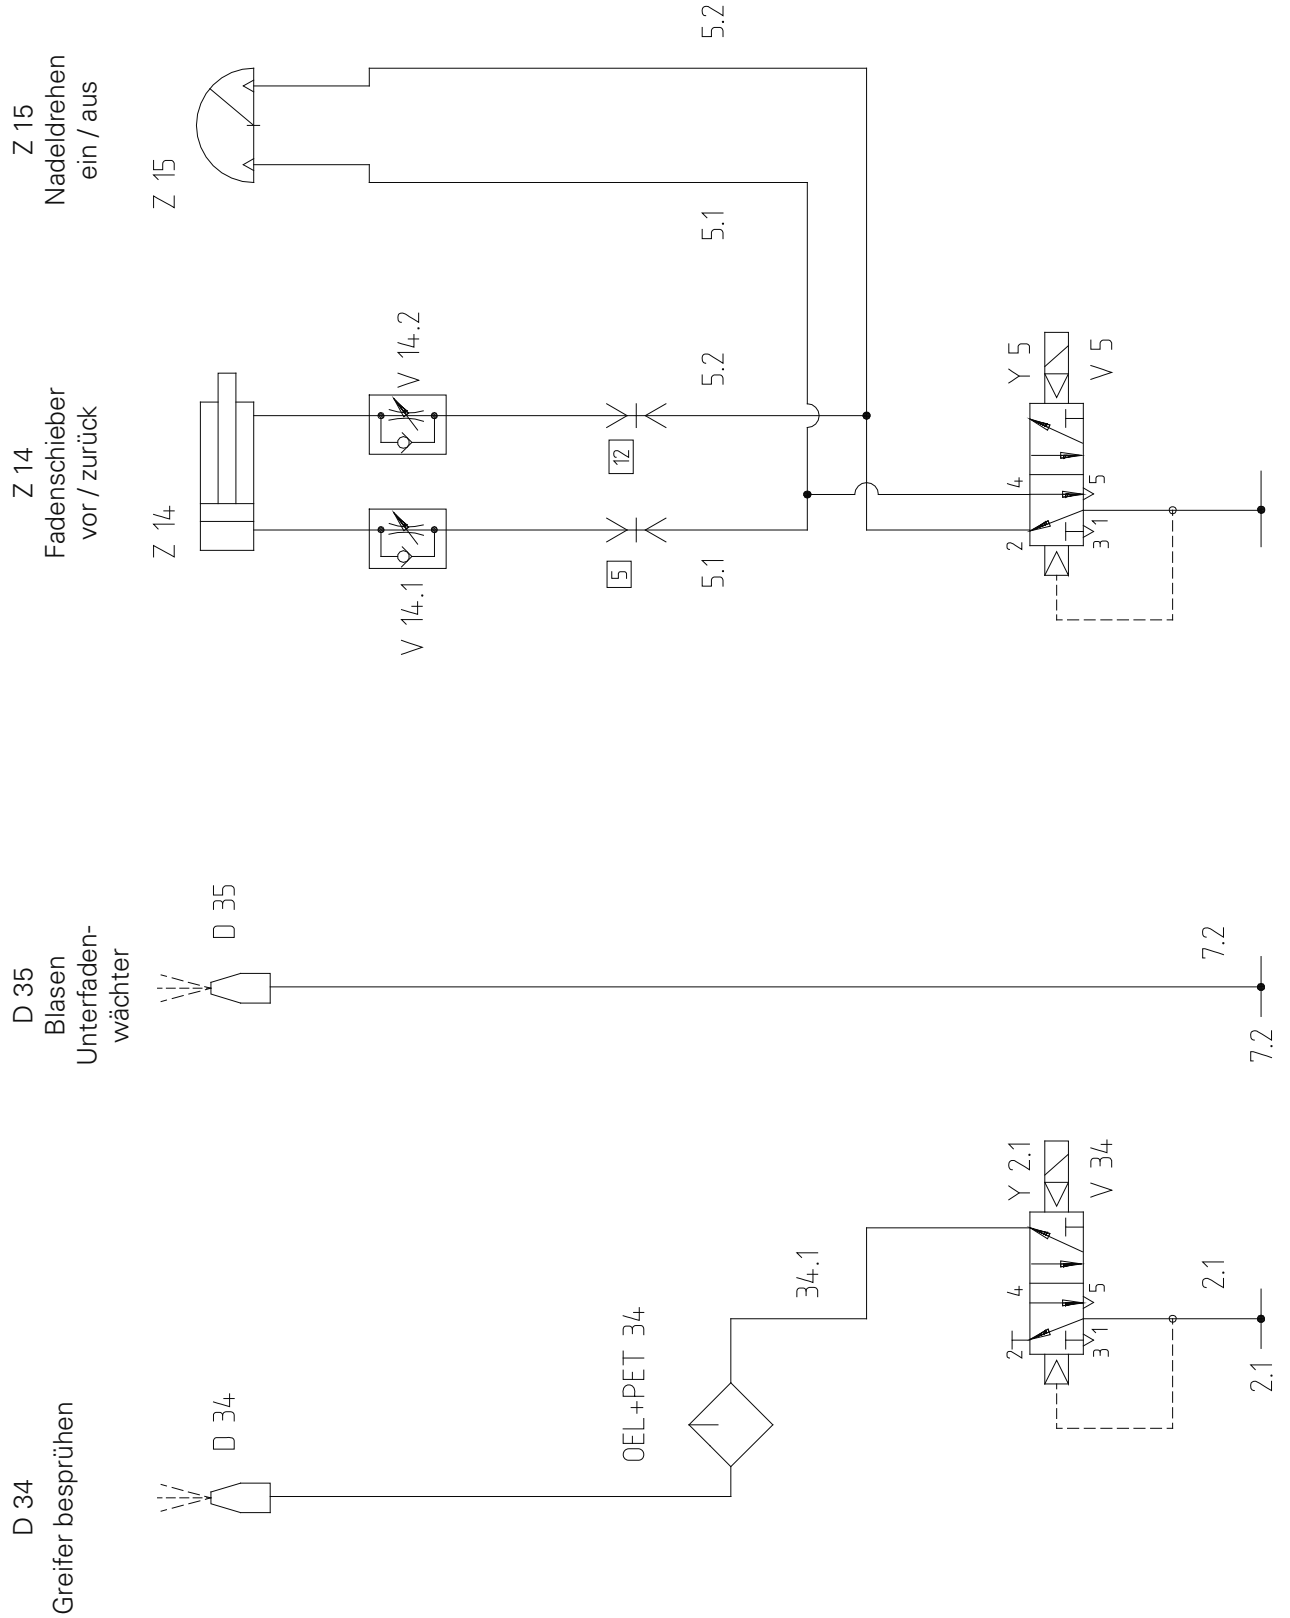 D 34
Greifer besprühen
D 35
Blasen
Unterfaden-
wächter
Z 14
Fadenschieber
vor / zurück
Z 15
Nadeldrehen
ein / aus
D 34
D 35
Z 14
Z 15
V 14.1
V 14.2
OEL+PET 34
5
12
5.1
5.2
5.1
5.2
34.1
Y 2.1
2
4
3
1
5
V 34
Y 5
2
4
3
1
5
V 5
2.1
2.1
7.2
7.2